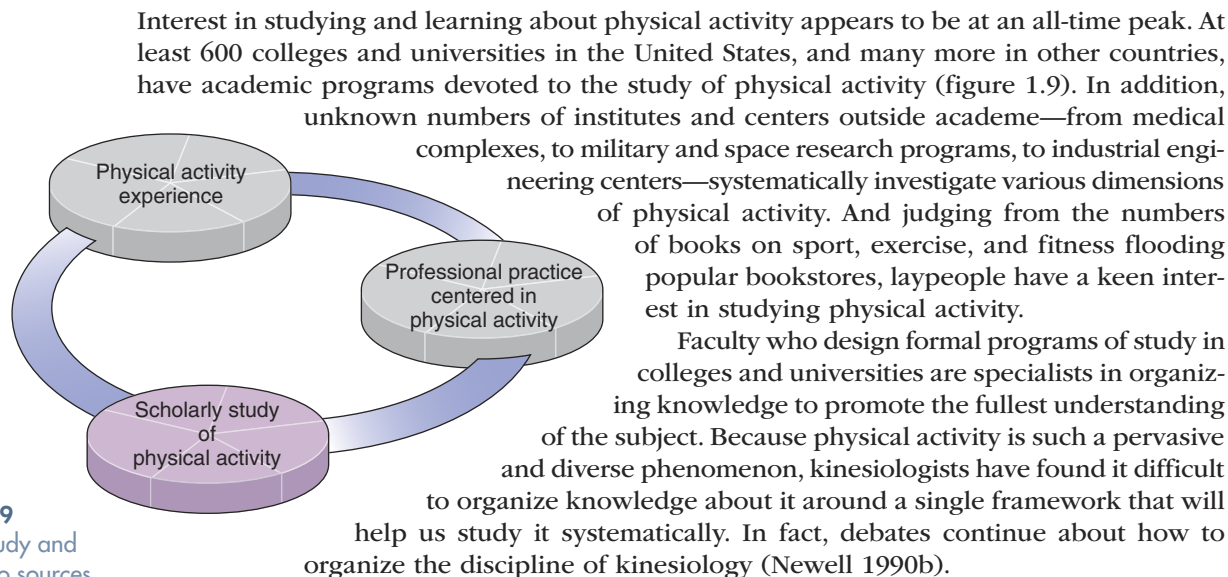 Interest in studying and learning about physical activity appears to be at an all-time peak. At
least 600 colleges and universities in the United States, and many more in other countries,
have academic programs devoted to the study of physical activity (figure 1.9). In addition,
unknown numbers of institutes and centers outside academe—from medical
complexes, to military and space research programs, to industrial engi-
neering centers—systematically investigate various dimensions
of physical activity. And judging from the numbers
of books on sport, exercise, and fitness flooding
popular bookstores, laypeople have a keen inter-
est in studying physical activity.
Faculty who design formal programs of study in
colleges and universities are specialists in organiz-
ing knowledge to promote the fullest understanding
of the subject. Because physical activity is such a pervasive
and diverse phenomenon, kinesiologists have found it difficult
to organize knowledge about it around a single framework that will
help us study it systematically. In fact, debates continue about how to
organize the discipline of kinesiology (Newell 1990b).
Physical activity
experience
Professional practice
centered in
physical activity
Scholarly study
of
physical activity
9
udy and
o sources